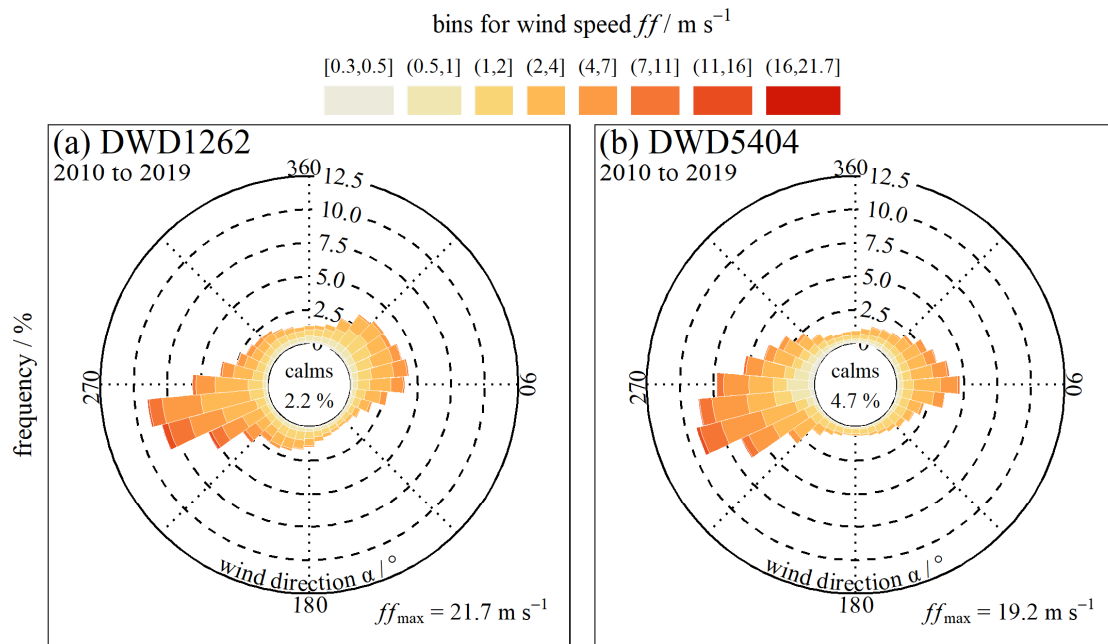 bins for wind speed ff / m s⁻¹
[0.3,0.5] (0.5,1] (1,2] (2,4] (4,7] (7,11] (11,16] (16,21.7]
(a) DWD1262
2010 to 2019
360
12.5
10.0
7.5
5.0
2.5
0
calms
2.2 %
270
90
wind direction α / °
180
ff max = 21.7 m s⁻¹
(b) DWD5404
2010 to 2019
360
12.5
10.0
7.5
5.0
2.5
0
calms
4.7 %
270
90
wind direction α / °
180
ff max = 19.2 m s⁻¹
frequency / %